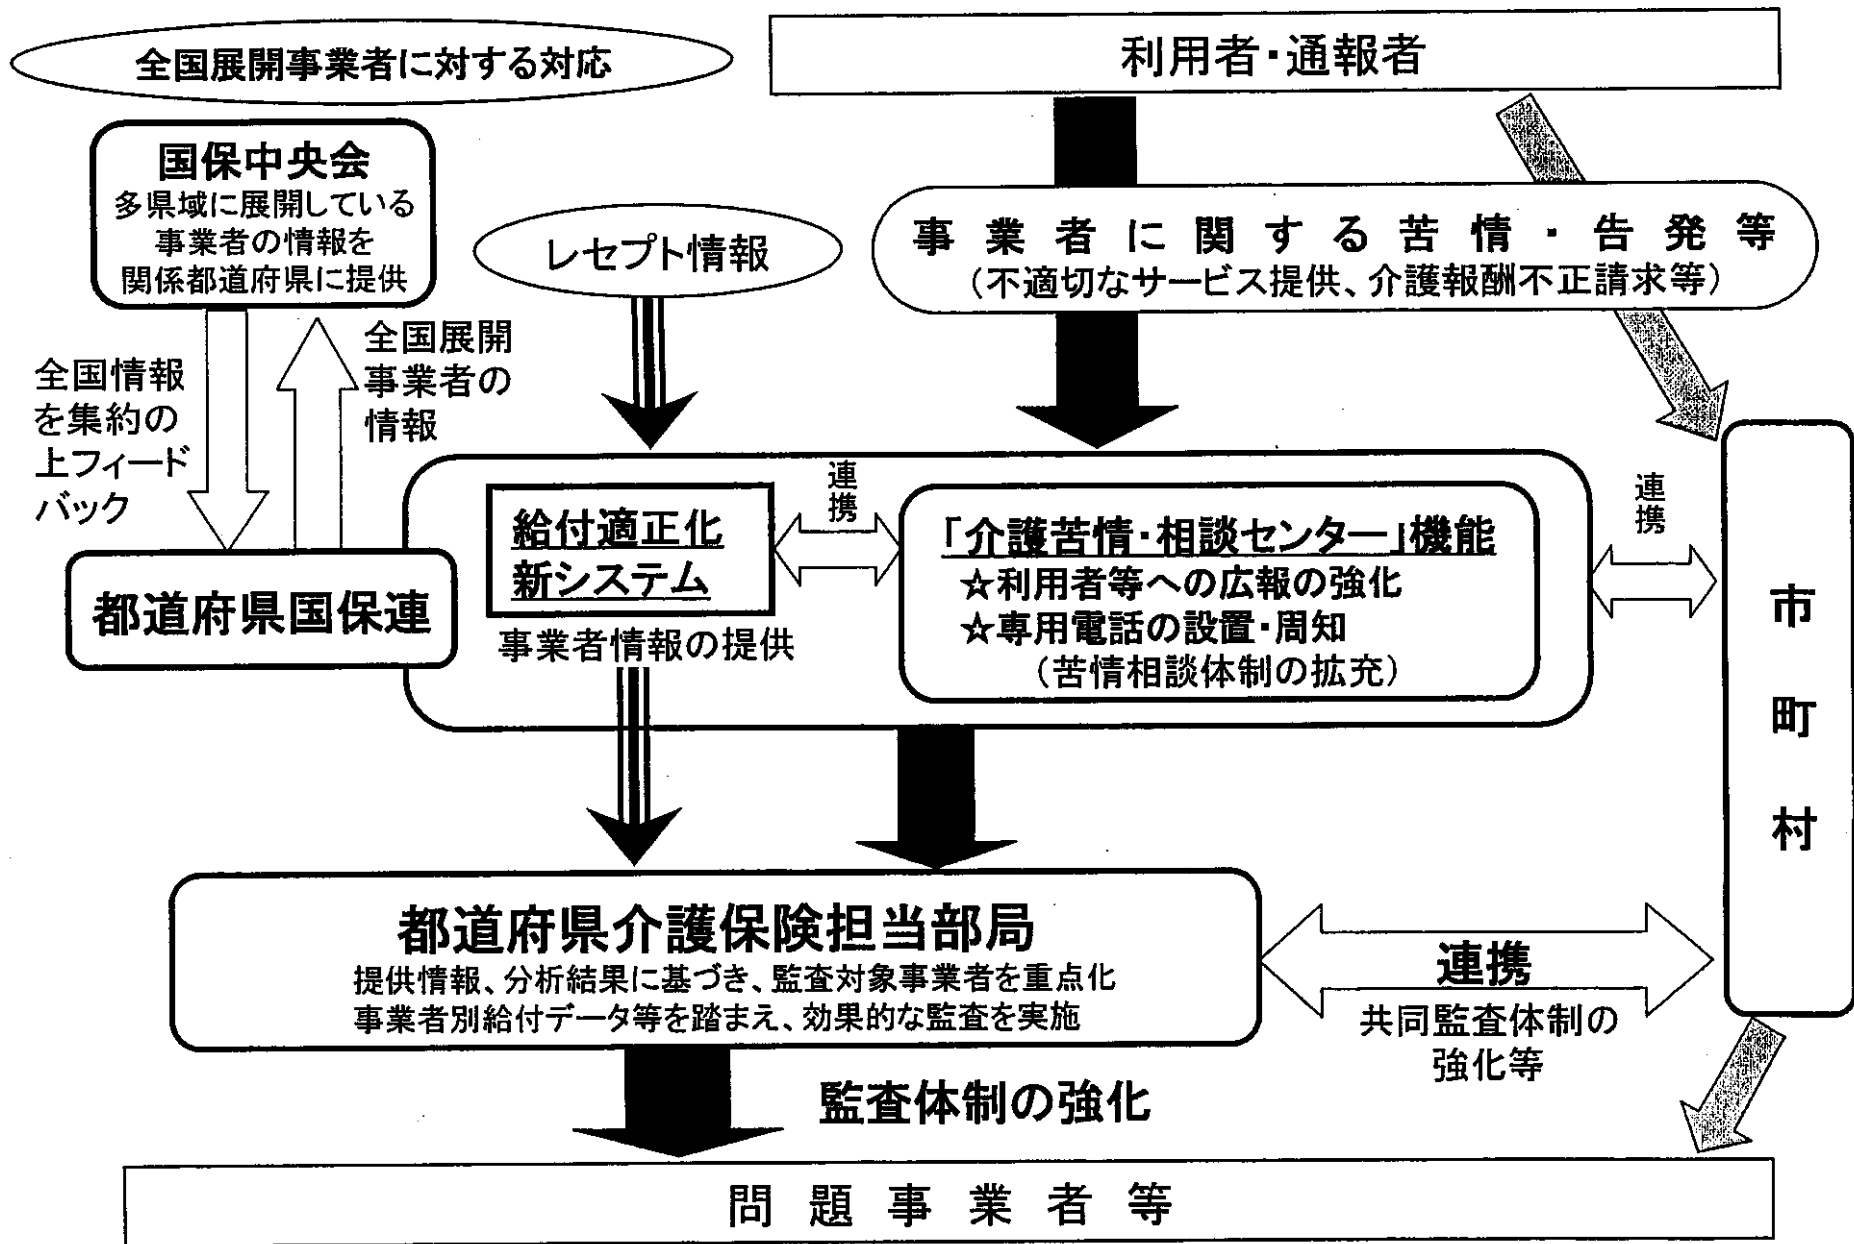 全国展開事業者に対する対応
利用者・通報者
国保中央会
多県域に展開している
事業者の情報を
関係都道府県に提供
レセプト情報
事業者に関する苦情・告発等
(不適切なサービス提供、介護報酬不正請求等)
全国情報
を集約の
上フィード
バック
全国展開
事業者の
情報
都道府県国保連
給付適正化
新システム
事業者情報の提供
連携
「介護苦情・相談センター」機能
☆利用者等への広報の強化
☆専用電話の設置・周知
(苦情相談体制の拡充)
連携
市町村
都道府県介護保険担当部局
提供情報、分析結果に基づき、監査対象事業者を重点化
事業者別給付データ等を踏まえ、効果的な監査を実施
連携
共同監査体制の
強化等
監査体制の強化
問題事業者等